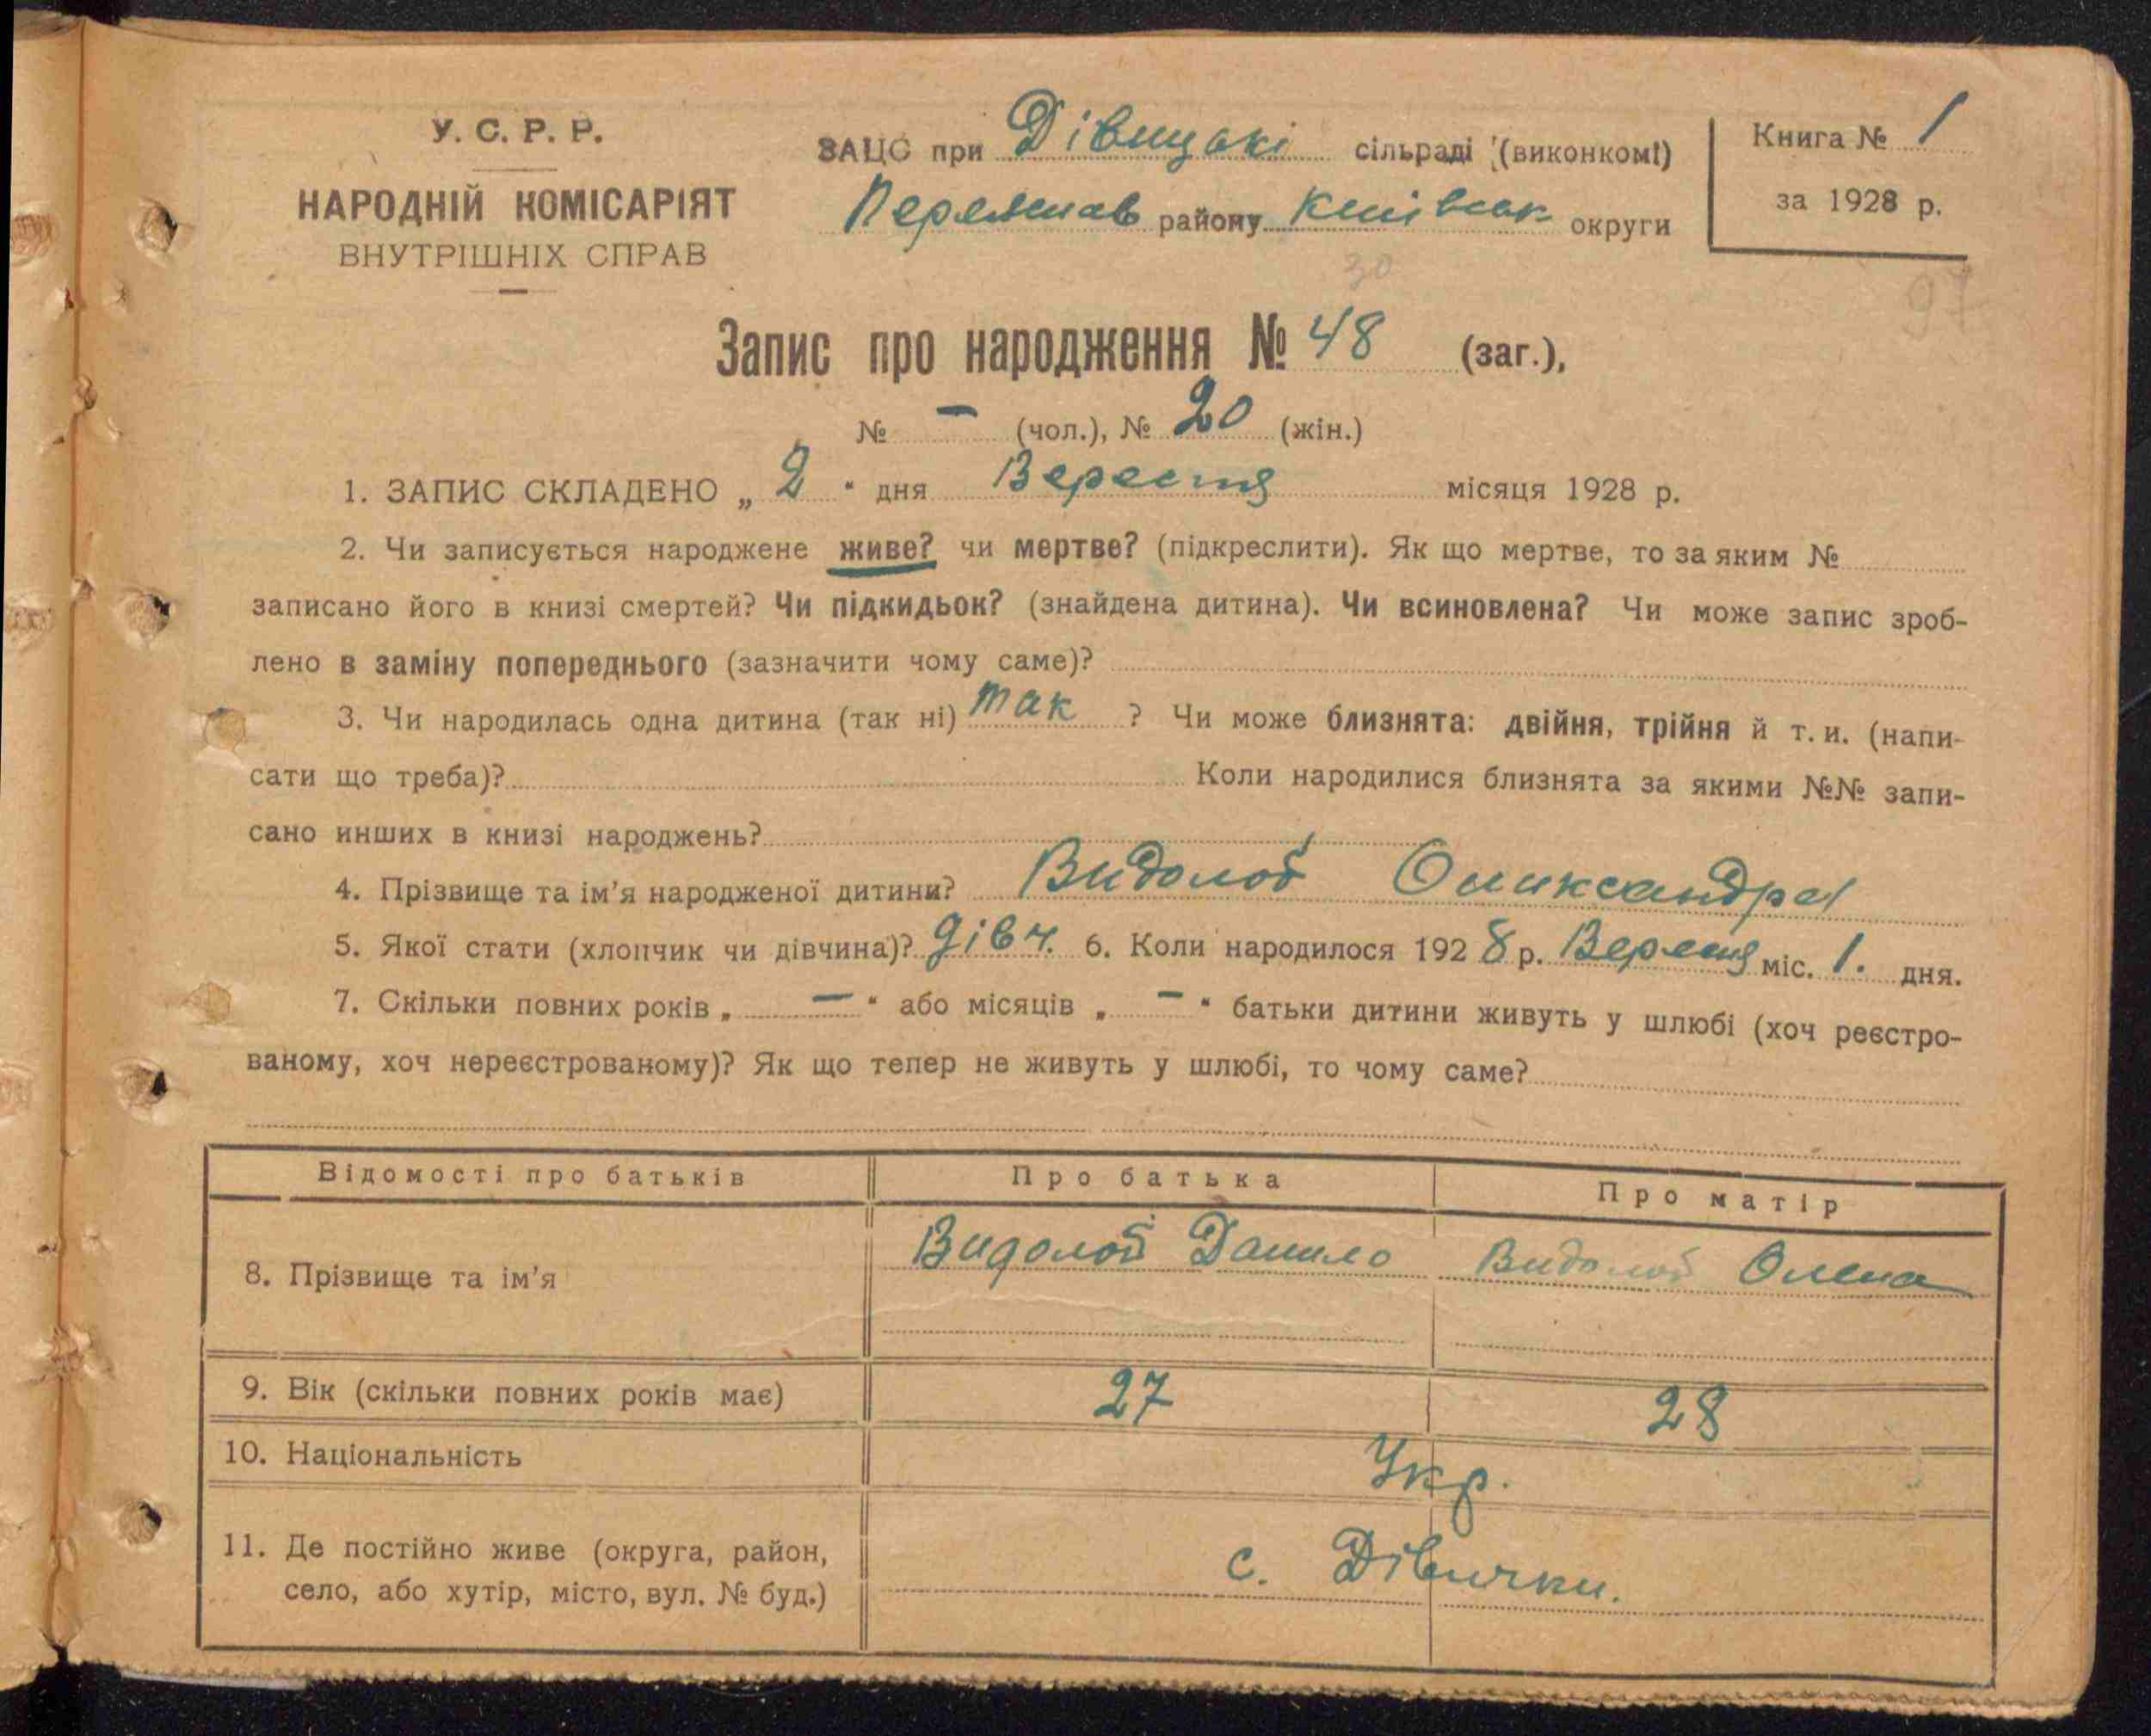 У. С. Р. Р.
НАРОДНІЙ КОМІСАРІЯТ
ВНУТРІШНІХ СПРАВ
ЗАЦС при Дівицькі сільраді (виконкомі)
Переяслав району Київськ округи
Книга № 1
за 1928 р.
30
97
Запис про народження № 48 (заг.),
№ — (чол.), № 20 (жін.)
1. ЗАПИС СКЛАДЕНО „ 2 “ дня Вересня місяця 1928 р.
2. Чи записується народжене живе? чи мертве? (підкреслити). Як що мертве, то за яким №
записано його в книзі смертей? Чи підкидьок? (знайдена дитина). Чи всиновлена? Чи може запис зроб-
лено в заміну попереднього (зазначити чому саме)?
3. Чи народилась одна дитина (так ні) так ? Чи може близнята: двійня, трійня й т. и. (напи-
сати що треба)? Коли народилися близнята за якими №№ запи-
сано инших в книзі народжень?
4. Прізвище та ім’я народженої дитини? Видолоб Оликсандра
5. Якої стати (хлопчик чи дівчина)? дівч. 6. Коли народилося 1928 р. Вересня міс. 1. дня.
7. Скільки повних років „ — “ або місяців „ — “ батьки дитини живуть у шлюбі (хоч реєстро-
ваному, хоч нереєстрованому)? Як що тепер не живуть у шлюбі, то чому саме?
Відомості про батьків Про батька Про матір
8. Прізвище та ім’я Видолоб Данило Видолоб Олена
9. Вік (скільки повних років має) 27 28
10. Національність Укр.
11. Де постійно живе (округа, район,
село, або хутір, місто, вул. № буд.) с. Дівички.